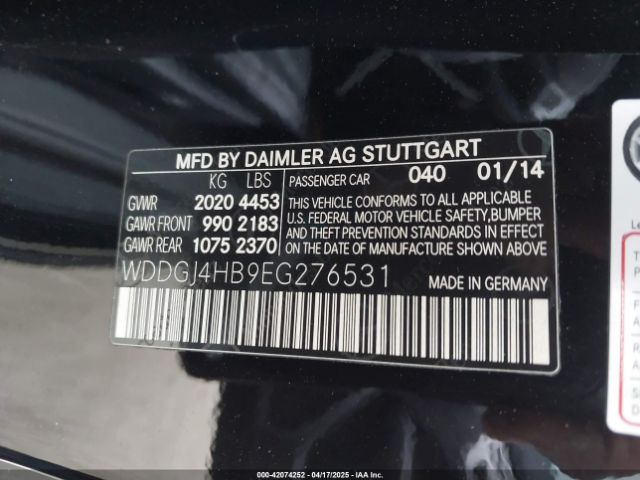 MFD BY DAIMLER AG STUTTGART
KG LBS
GVWR 2020 4453
GAWR FRONT 990 2183
GAWR REAR 1075 2370
PASSENGER CAR 040 01/14
THIS VEHICLE CONFORMS TO ALL APPLICABLE
U.S. FEDERAL MOTOR VEHICLE SAFETY,BUMPER
AND THEFT PREVENTION STANDARDS IN EFFECT
ON THE DATE OF MANUFACTURE SHOWN ABOVE
WDDGJ4HB9EG276531
MADE IN GERMANY
000-42074252 - 04/17/2025 - IAA Inc.